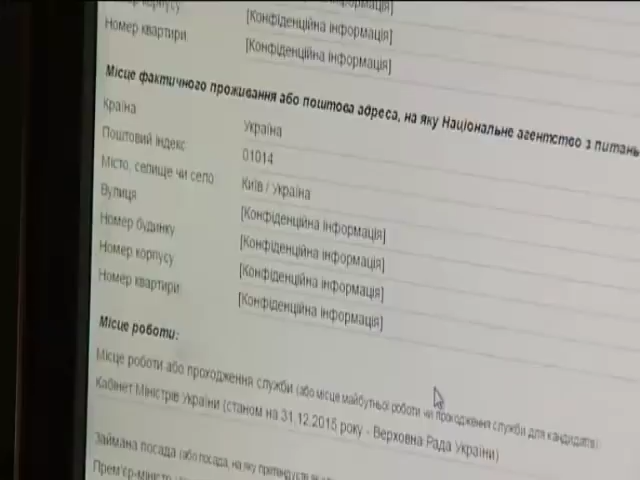 корпусу [Конфіденційна інформація]
Номер квартири [Конфіденційна інформація]
Місце фактичного проживання або поштова адреса, на яку Національне агентство з питань
Країна Україна
Поштовий індекс 01014
Місто, селище чи село Київ / Україна
Вулиця [Конфіденційна інформація]
Номер будинку [Конфіденційна інформація]
Номер корпусу [Конфіденційна інформація]
Номер квартири [Конфіденційна інформація]
Місце роботи:
Місце роботи або проходження служби (або місце майбутньої роботи чи проходження служби для кандидатів)
Кабінет Міністрів України (станом на 31.12.2015 року - Верховна Рада України)
Займана посада (або посада, на яку претендуєте
Прем'єр-міністр